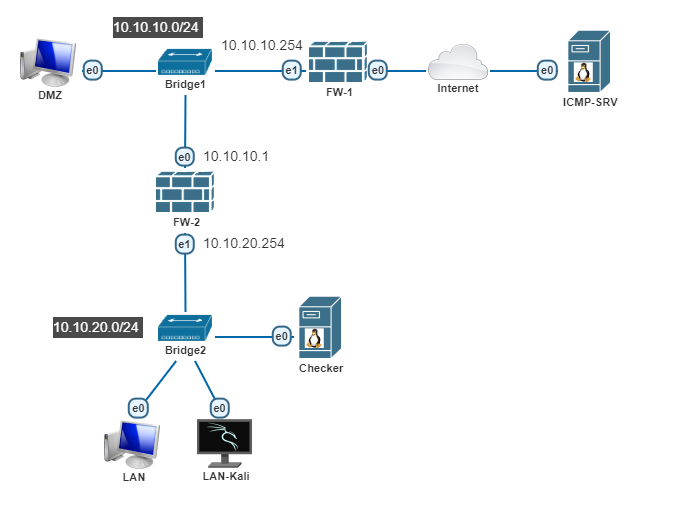 10.10.10.0/24
10.10.10.254
e0
e1
e0
e0
DMZ
Bridge1
FW-1
Internet
ICMP-SRV
e0
10.10.10.1
FW-2
e1
10.10.20.254
10.10.20.0/24
e0
Bridge2
Checker
e0
e0
LAN
LAN-Kali